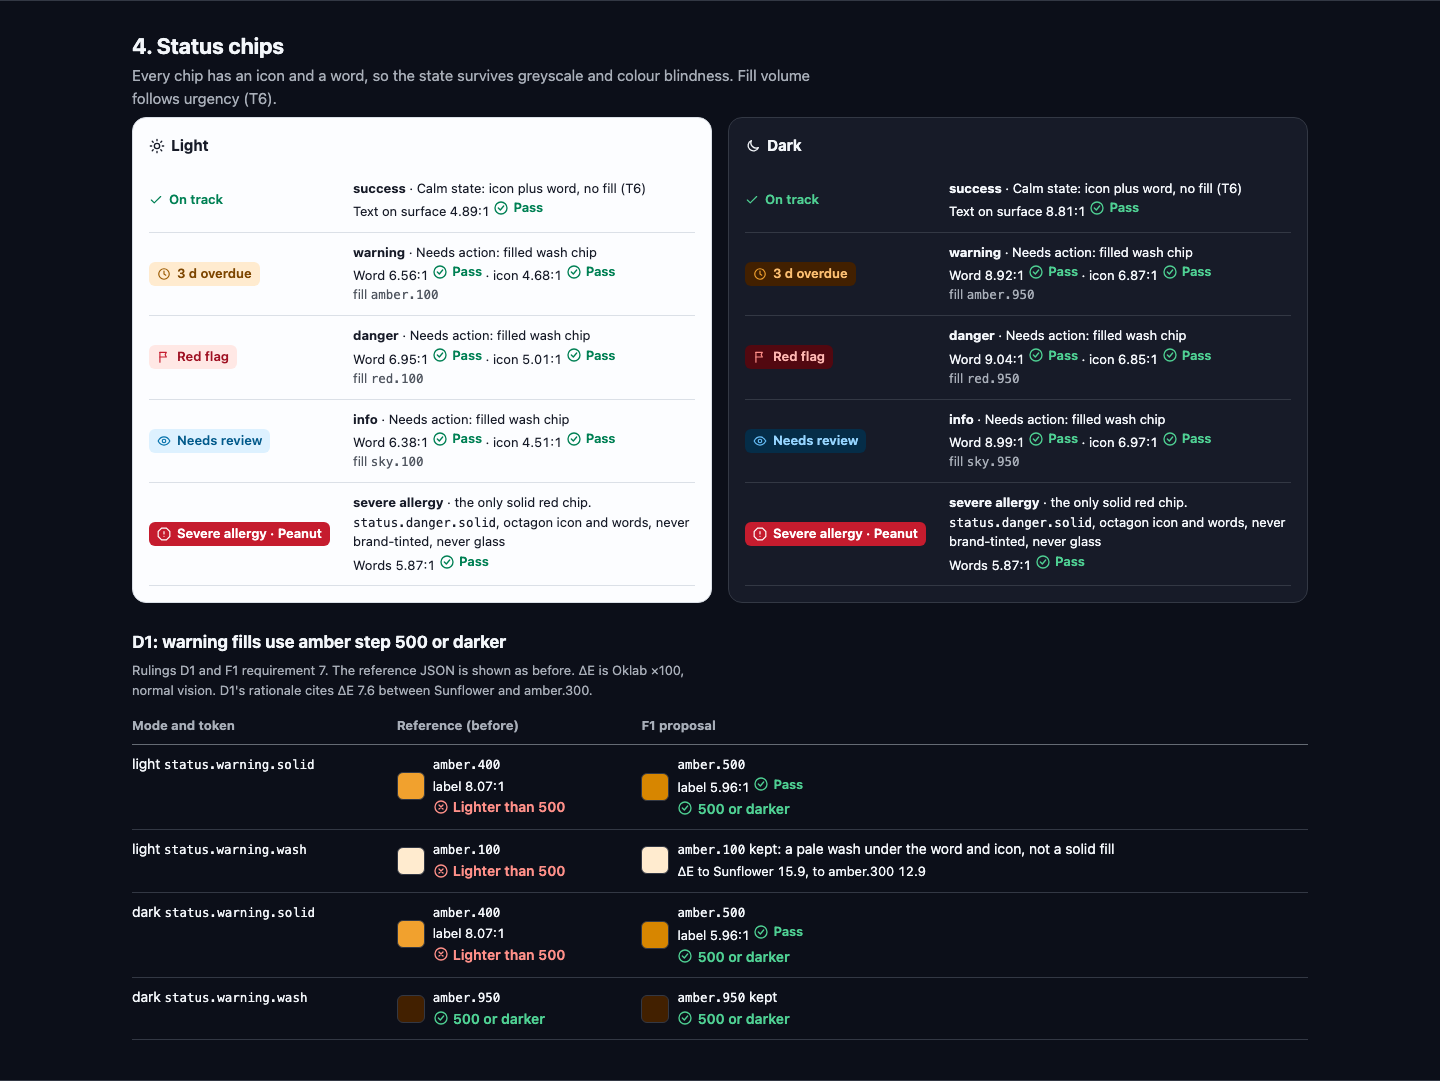 4. Status chips
Every chip has an icon and a word, so the state survives greyscale and colour blindness. Fill volume
follows urgency (T6).
Light
On track
success · Calm state: icon plus word, no fill (T6)
Text on surface 4.89:1 Pass
3 d overdue
warning · Needs action: filled wash chip
Word 6.56:1 Pass · icon 4.68:1 Pass
fill amber.100
Red flag
danger · Needs action: filled wash chip
Word 6.95:1 Pass · icon 5.01:1 Pass
fill red.100
Needs review
info · Needs action: filled wash chip
Word 6.38:1 Pass · icon 4.51:1 Pass
fill sky.100
Severe allergy · Peanut
severe allergy · the only solid red chip.
status.danger.solid, octagon icon and words, never
brand-tinted, never glass
Words 5.87:1 Pass
Dark
On track
success · Calm state: icon plus word, no fill (T6)
Text on surface 8.81:1 Pass
3 d overdue
warning · Needs action: filled wash chip
Word 8.92:1 Pass · icon 6.87:1 Pass
fill amber.950
Red flag
danger · Needs action: filled wash chip
Word 9.04:1 Pass · icon 6.85:1 Pass
fill red.950
Needs review
info · Needs action: filled wash chip
Word 8.99:1 Pass · icon 6.97:1 Pass
fill sky.950
Severe allergy · Peanut
severe allergy · the only solid red chip.
status.danger.solid, octagon icon and words, never
brand-tinted, never glass
Words 5.87:1 Pass
D1: warning fills use amber step 500 or darker
Rulings D1 and F1 requirement 7. The reference JSON is shown as before. ΔE is Oklab ×100,
normal vision. D1's rationale cites ΔE 7.6 between Sunflower and amber.300.
Mode and token
Reference (before)
F1 proposal
light status.warning.solid
amber.400
label 8.07:1
Lighter than 500
amber.500
label 5.96:1 Pass
500 or darker
light status.warning.wash
amber.100
Lighter than 500
amber.100 kept: a pale wash under the word and icon, not a solid fill
ΔE to Sunflower 15.9, to amber.300 12.9
dark status.warning.solid
amber.400
label 8.07:1
Lighter than 500
amber.500
label 5.96:1 Pass
500 or darker
dark status.warning.wash
amber.950
500 or darker
amber.950 kept
500 or darker